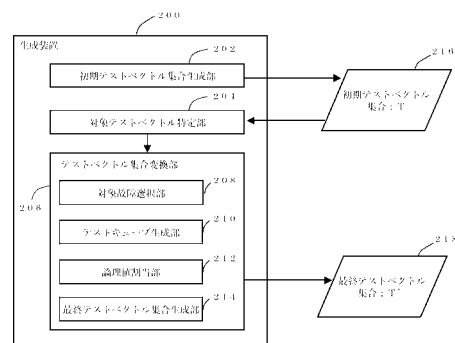 200
生成装置
202
初期テストベクトル集合生成部
216
初期テストベクトル
集合：T
204
対象テストベクトル特定部
テストベクトル集合変換部
206
208
対象故障選択部
210
テストキューブ生成部
212
論理値割当部
214
最終テストベクトル集合生成部
218
最終テストベクトル
集合：T'